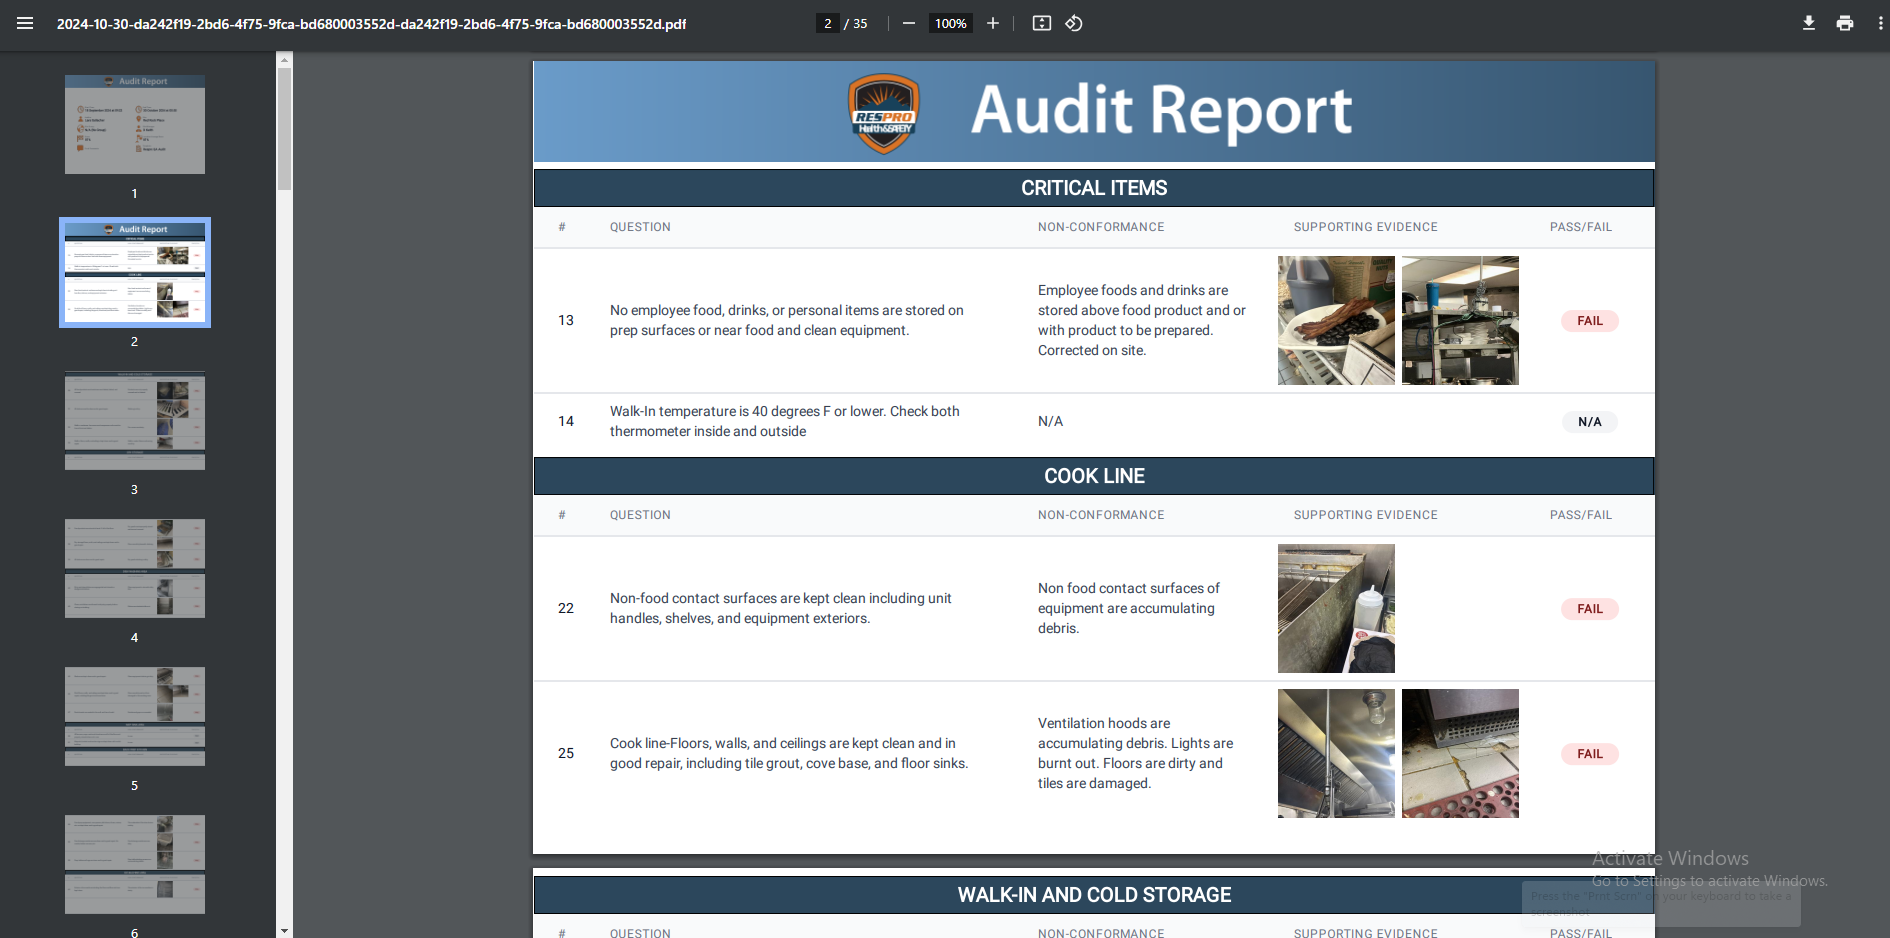 2024-10-30-da242f19-2bd6-4f75-9fca-bd680003552d-da242f19-2bd6-4f75-9fca-bd680003552d.pdf
2 / 35
100%
Audit Report
1
Audit Report
2
3
4
5
6
RESPRO
Health&SAFETY
Audit Report
CRITICAL ITEMS
# QUESTION NON-CONFORMANCE SUPPORTING EVIDENCE PASS/FAIL
13
No employee food, drinks, or personal items are stored on
prep surfaces or near food and clean equipment.
Employee foods and drinks are
stored above food product and or
with product to be prepared.
Corrected on site.
FAIL
14
Walk-In temperature is 40 degrees F or lower. Check both
thermometer inside and outside
N/A
N/A
COOK LINE
# QUESTION NON-CONFORMANCE SUPPORTING EVIDENCE PASS/FAIL
22
Non-food contact surfaces are kept clean including unit
handles, shelves, and equipment exteriors.
Non food contact surfaces of
equipment are accumulating
debris.
FAIL
25
Cook line-Floors, walls, and ceilings are kept clean and in
good repair, including tile grout, cove base, and floor sinks.
Ventilation hoods are
accumulating debris. Lights are
burnt out. Floors are dirty and
tiles are damaged.
FAIL
WALK-IN AND COLD STORAGE
# QUESTION NON-CONFORMANCE SUPPORTING EVIDENCE PASS/FAIL
Activate Windows
Go to Settings to activate Windows.
Press the "Prnt Scrn" on your keyboard to take a
screenshot